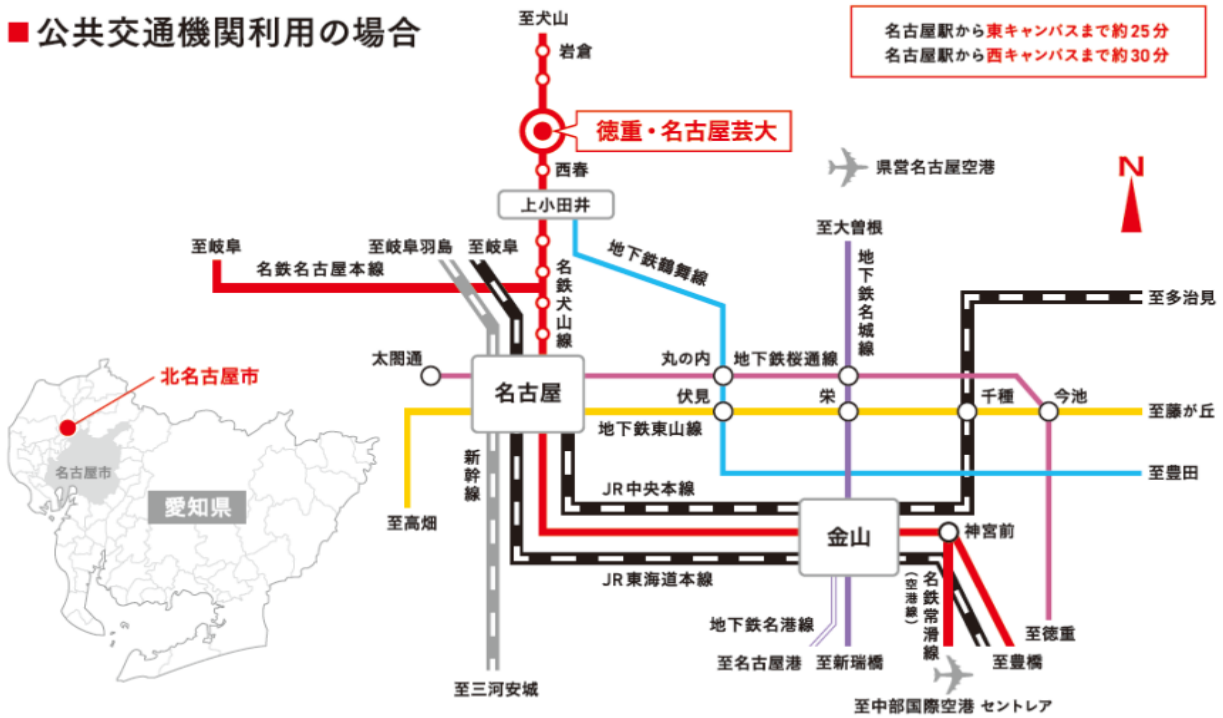 公共交通機関利用の場合
名古屋駅から東キャンパスまで約25分
名古屋駅から西キャンパスまで約30分
至犬山
岩倉
徳重・名古屋芸大
西春
上小田井
県営名古屋空港
N
至岐阜
至岐阜羽島
至岐阜
名鉄名古屋本線
名鉄犬山線
地下鉄鶴舞線
至大曽根
地下鉄名城線
至多治見
太閤通
名古屋
丸の内
地下鉄桜通線
伏見
栄
千種
今池
至藤が丘
地下鉄東山線
北名古屋市
名古屋市
愛知県
新幹線
至高畑
JR中央本線
至豊田
金山
神宮前
JR東海道本線
名鉄常滑線
(空港線)
地下鉄名港線
至徳重
至名古屋港
至新瑞橋
至豊橋
至三河安城
至中部国際空港 セントレア